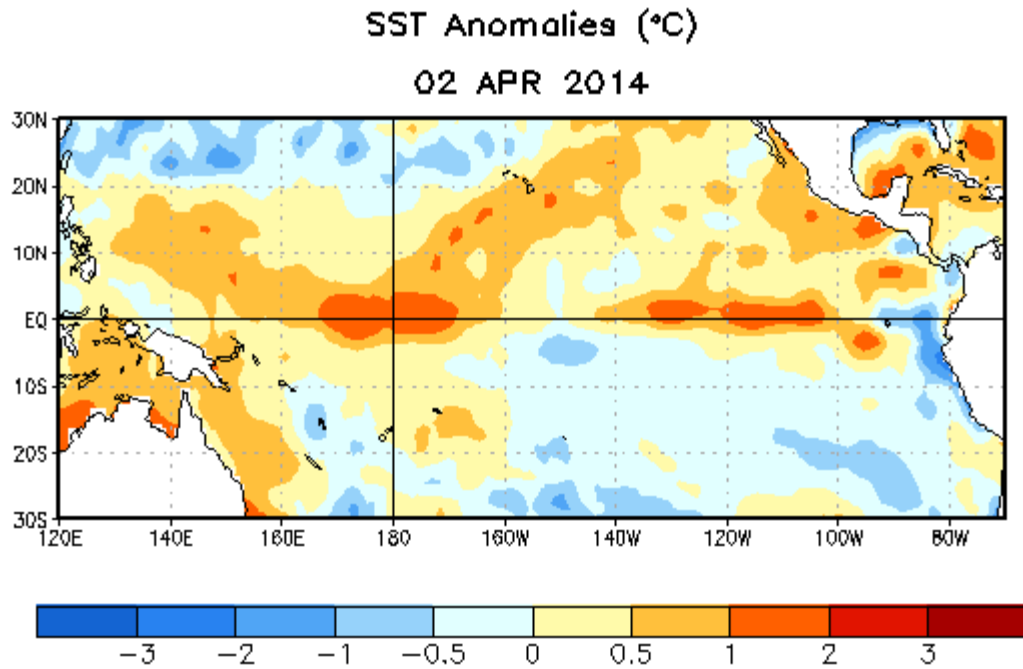 SST Anomalies (°C)
02 APR 2014
30N
20N
10N
EQ
10S
20S
30S
120E 140E 160E 180 160W 140W 120W 100W 80W
-3 -2 -1 -0.5 0 0.5 1 2 3